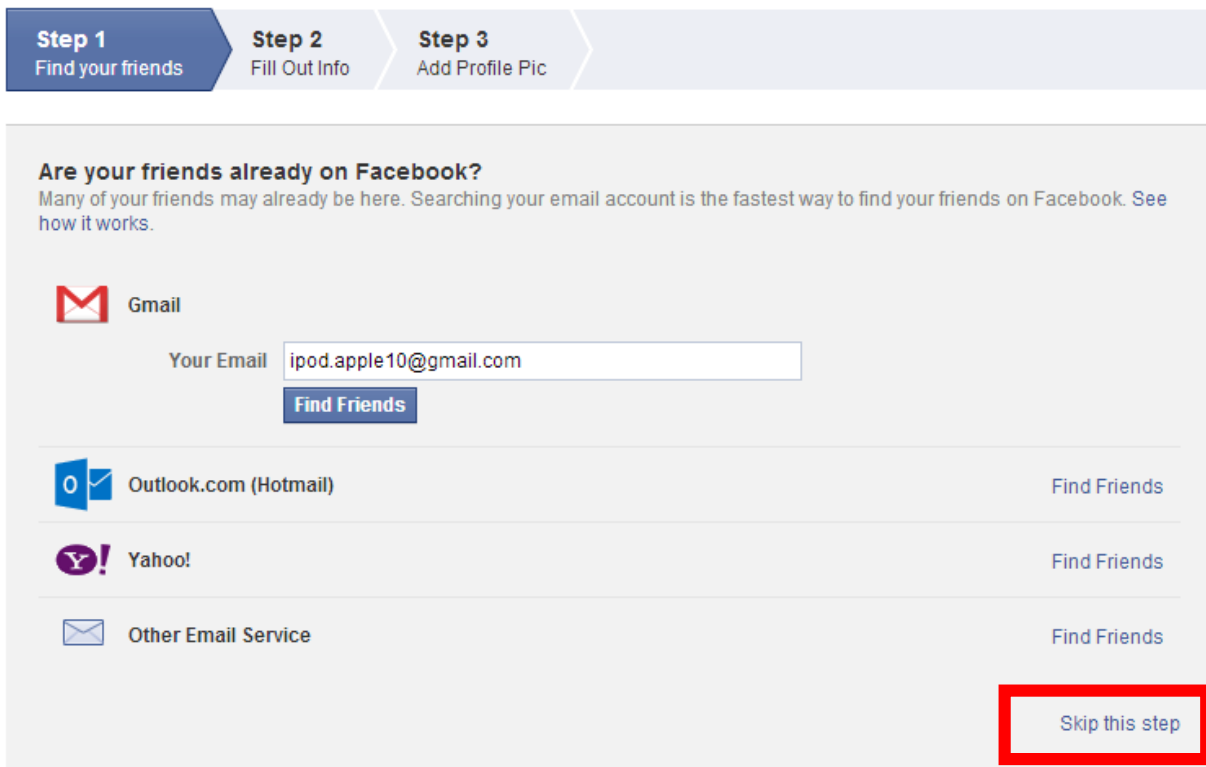 Step 1
Find your friends
Step 2
Fill Out Info
Step 3
Add Profile Pic
Are your friends already on Facebook?
Many of your friends may already be here. Searching your email account is the fastest way to find your friends on Facebook. See
how it works.
Gmail
Your Email ipod.apple10@gmail.com
Find Friends
Outlook.com (Hotmail) Find Friends
Yahoo! Find Friends
Other Email Service Find Friends
Skip this step